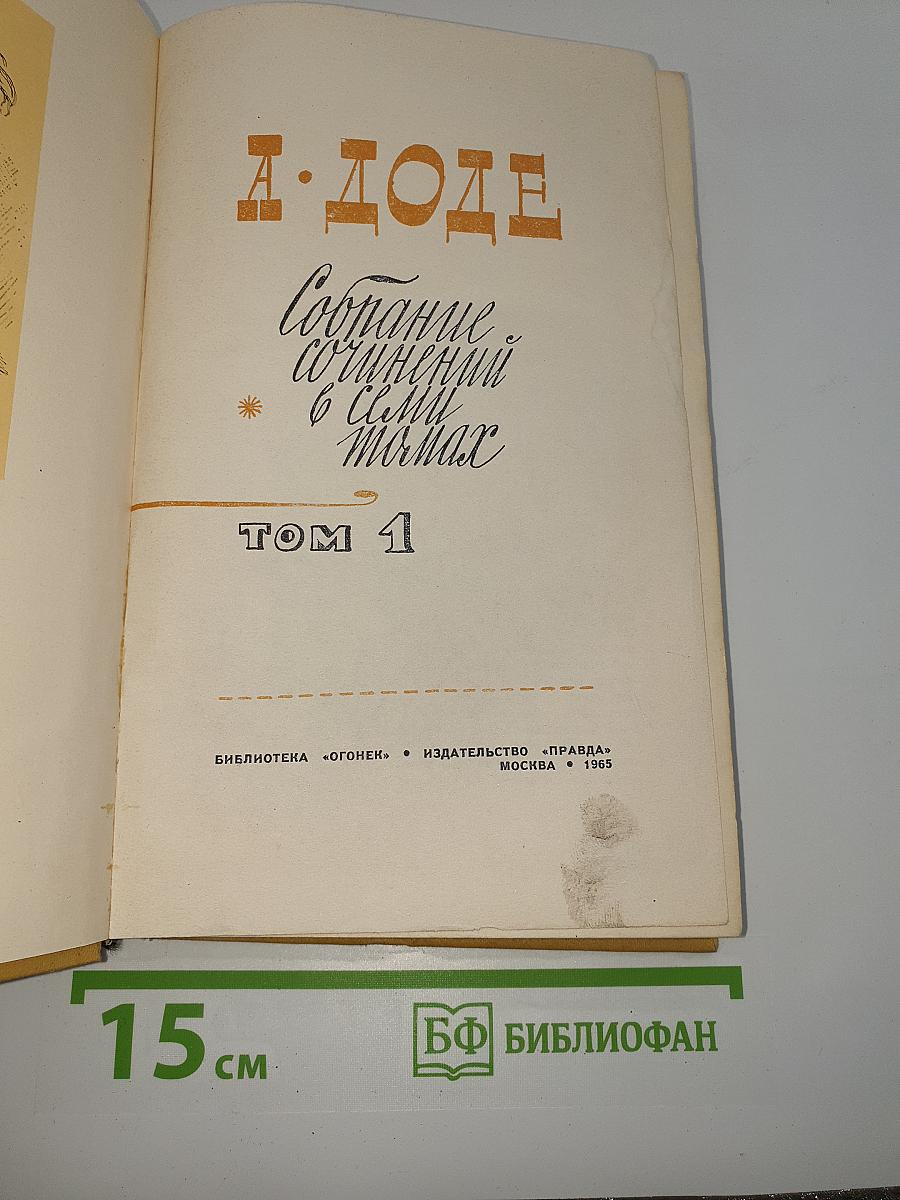 А • ДОДЕ
Собрание
сочинений
в семи
томах
ТОМ 1
БИБЛИОТЕКА «ОГОНЕК» • ИЗДАТЕЛЬСТВО «ПРАВДА»
МОСКВА • 1965
15 см
БФ БИБЛИОФАН